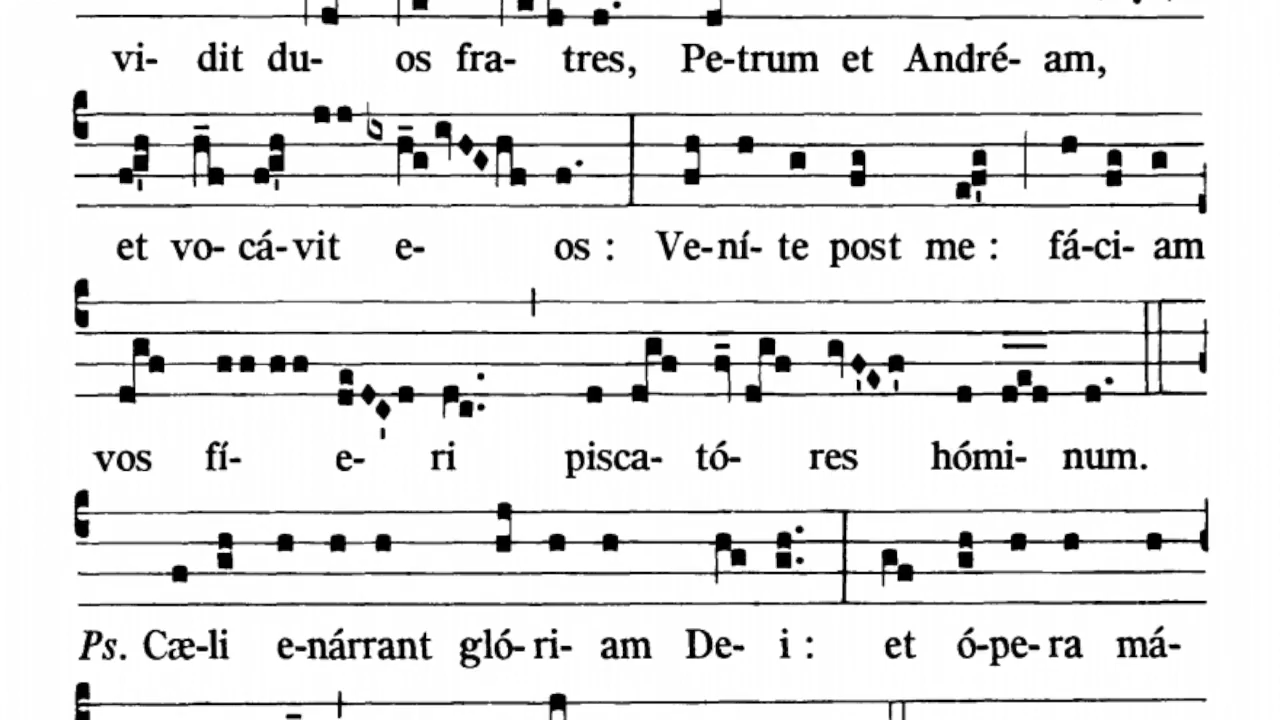 vi- dit du- os fra- tres, Pe-trum et André- am,
et vo- cá-vit e- os : Ve-ní- te post me : fá-ci- am
vos fí- e- ri pisca- tó- res hómi- num.
Ps. Cæ-li e-nárrant gló-ri- am De- i : et ó-pe-ra má-